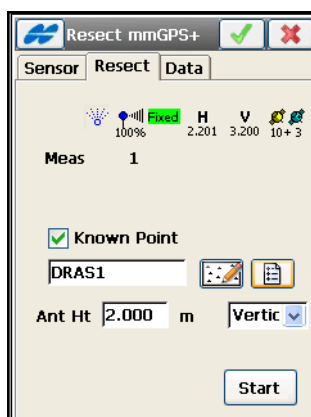 Resect mmGPS+
Sensor Resect Data
Fixed H V
100% 2.201 3.200 10+3
Meas 1
Known Point
DRAS1
Ant Ht 2.000 m Vertic
Start